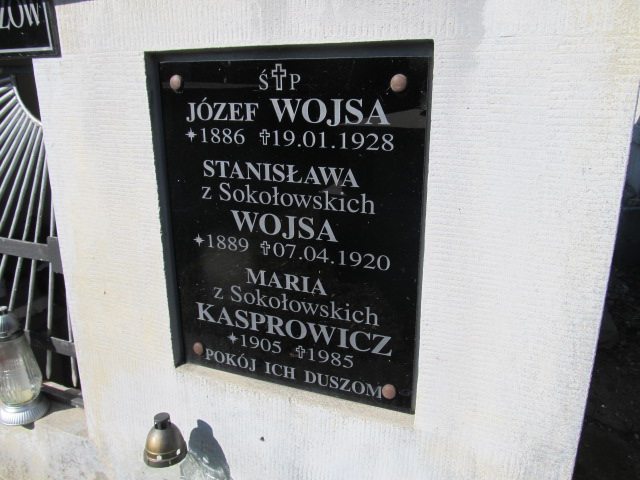 Ś✝P
JÓZEF WOJSA
✦1886 ✝19.01.1928
STANISŁAWA
z Sokołowskich
WOJSA
✦1889 ✝07.04.1920
MARIA
z Sokołowskich
KASPROWICZ
✦1905 ✝1985
POKÓJ ICH DUSZOM